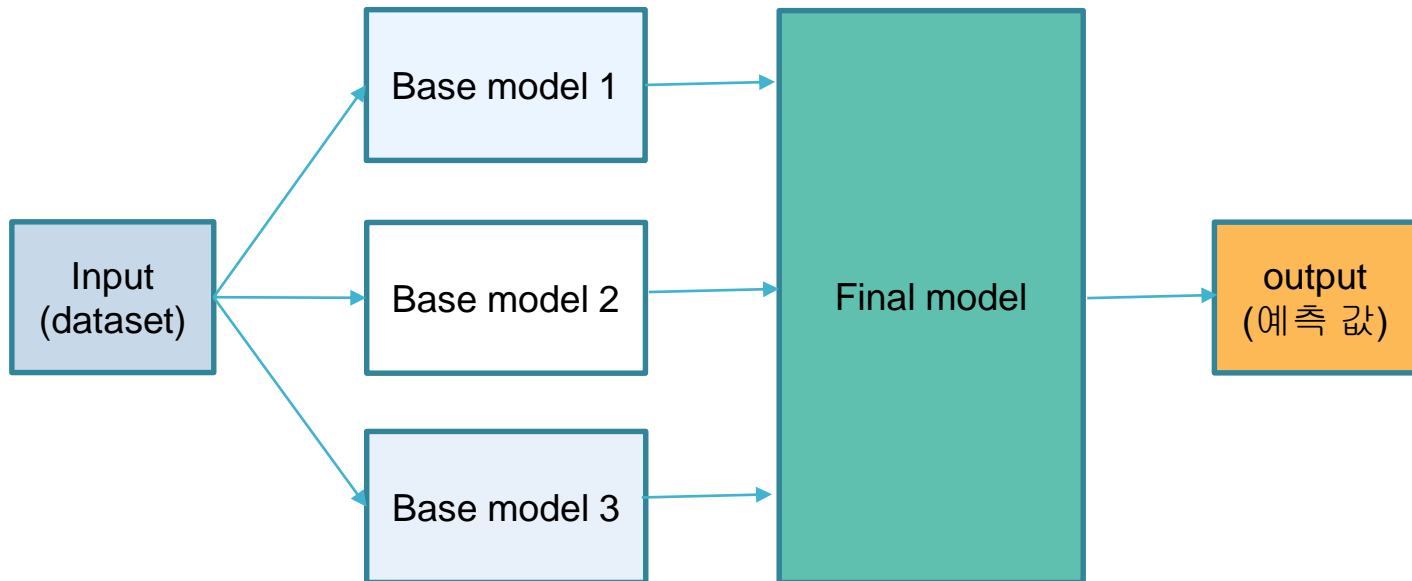 Base model 1
Input
(dataset)
Base model 2
Final model
output
(예측 값)
Base model 3